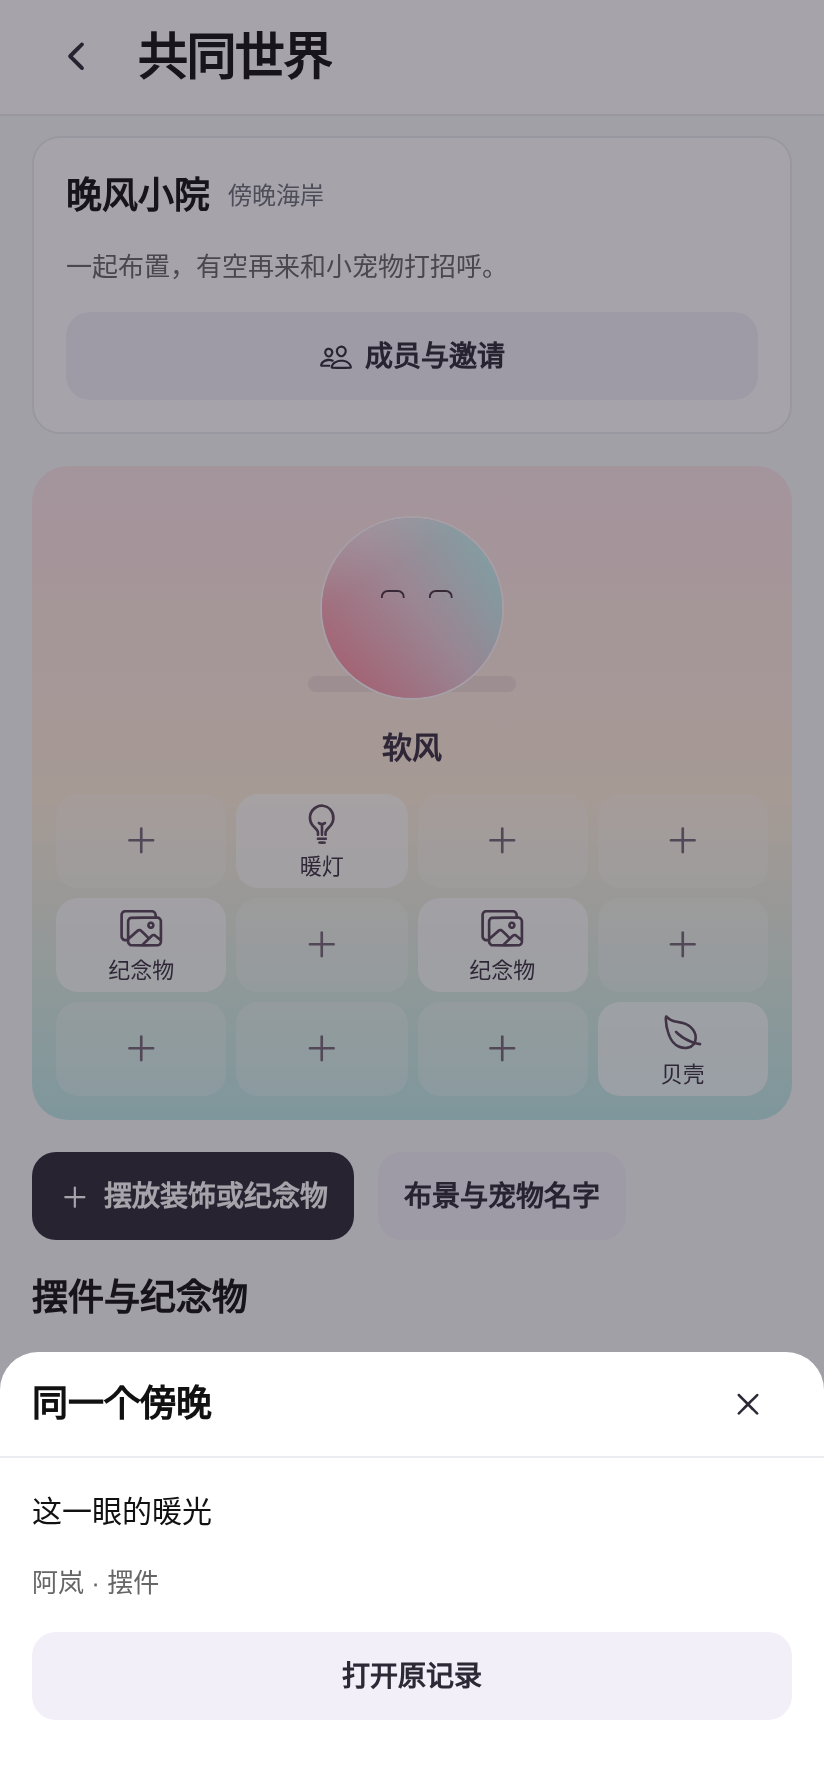 共同世界
晚风小院 傍晚海岸
一起布置，有空再来和小宠物打招呼。
成员与邀请
软风
暖灯
纪念物 纪念物
贝壳
摆放装饰或纪念物 布景与宠物名字
摆件与纪念物
同一个傍晚
这一眼的暖光
阿岚 · 摆件
打开原记录